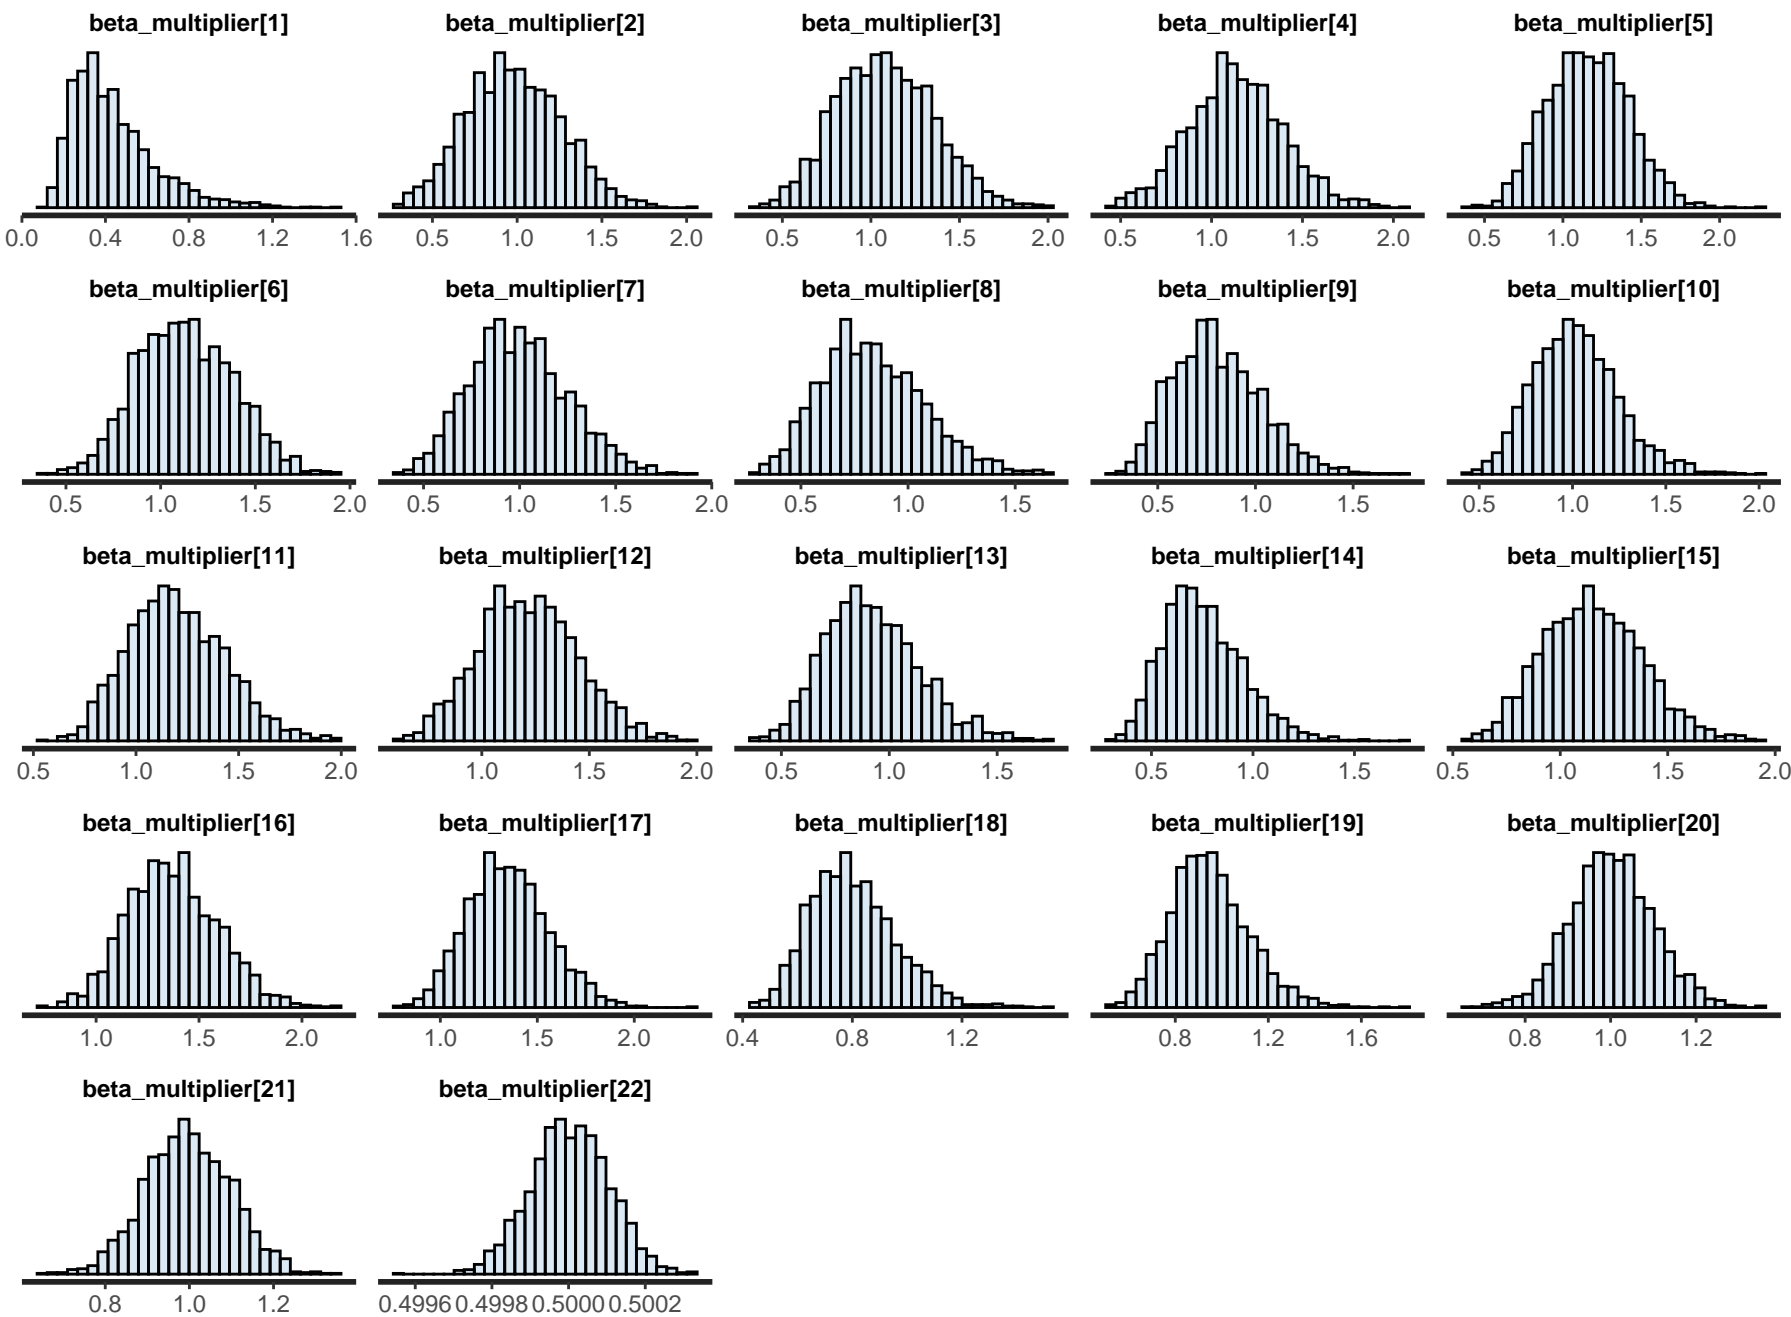 beta_multiplier[1] beta_multiplier[2] beta_multiplier[3] beta_multiplier[4] beta_multiplier[5]
0.0 0.4 0.8 1.2 1.6 0.5 1.0 1.5 2.0 0.5 1.0 1.5 2.0 0.5 1.0 1.5 2.0 0.5 1.0 1.5 2.0
beta_multiplier[6] beta_multiplier[7] beta_multiplier[8] beta_multiplier[9] beta_multiplier[10]
0.5 1.0 1.5 2.0 0.5 1.0 1.5 2.0 0.5 1.0 1.5 0.5 1.0 1.5 0.5 1.0 1.5 2.0
beta_multiplier[11] beta_multiplier[12] beta_multiplier[13] beta_multiplier[14] beta_multiplier[15]
0.5 1.0 1.5 2.0 1.0 1.5 2.0 0.5 1.0 1.5 0.5 1.0 1.5 0.5 1.0 1.5 2.0
beta_multiplier[16] beta_multiplier[17] beta_multiplier[18] beta_multiplier[19] beta_multiplier[20]
1.0 1.5 2.0 1.0 1.5 2.0 0.4 0.8 1.2 0.8 1.2 1.6 0.8 1.0 1.2
beta_multiplier[21] beta_multiplier[22]
0.8 1.0 1.2 0.4996 0.4998 0.5000 0.5002